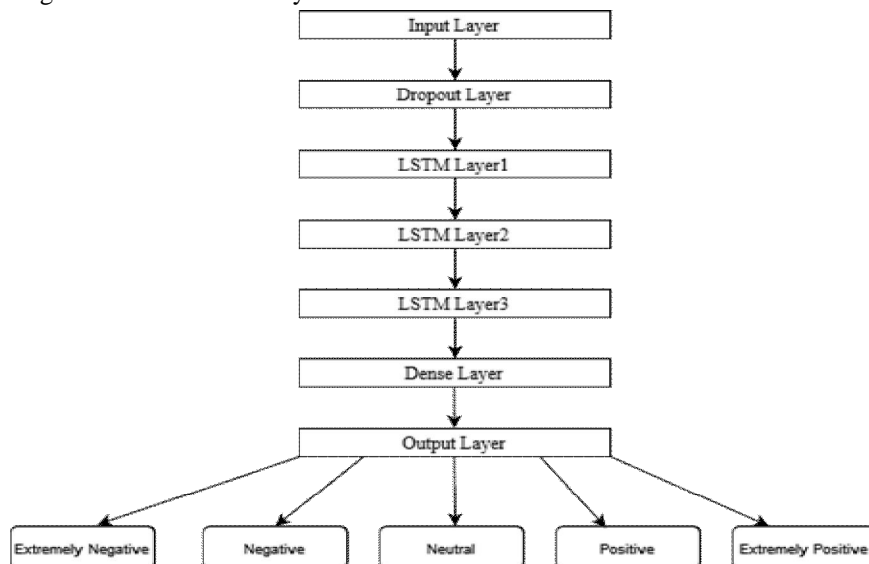 Input Layer
Dropout Layer
LSTM Layer1
LSTM Layer2
LSTM Layer3
Dense Layer
Output Layer
Extremely Negative Negative Neutral Positive Extremely Positive